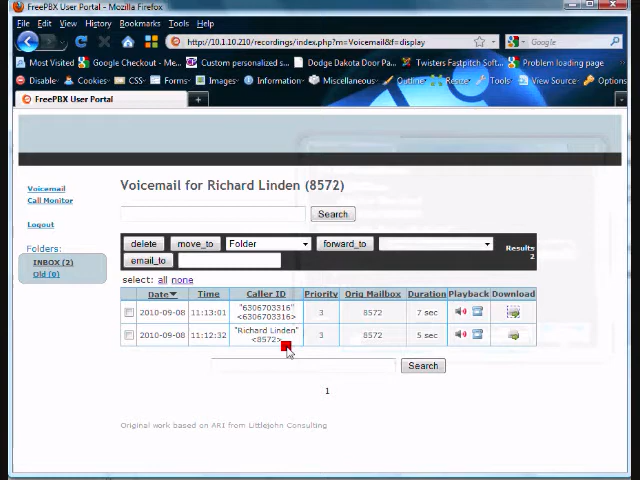 FreePBX User Portal - Mozilla Firefox
File Edit View History Bookmarks Tools Help
http://10.1.10.210/recordings/index.php?m=Voicemail&f=display
Google
Most Visited Google Checkout - M... Custom personalized s... Dodge Dakota Door Pa... Twisters Fastpitch Soft... Problem loading page
Disable Cookies CSS Forms Images Information Miscellaneous Outline Resize Tools View Source Options
FreePBX User Portal
Voicemail for Richard Linden (8572)
Voicemail
Call Monitor
Search
Logout
delete move_to Folder forward_to
Results
2
Folders:
email_to
INBOX (2)
Old (0)
select: all none
Date Time Caller ID Priority Orig Mailbox Duration Playback Download
2010-09-08 11:13:01 "6306703316" <6306703316> 3 8572 7 sec
2010-09-08 11:12:32 "Richard Linden" <8572> 3 8572 5 sec
Search
1
Original work based on ARI from Littlejohn Consulting